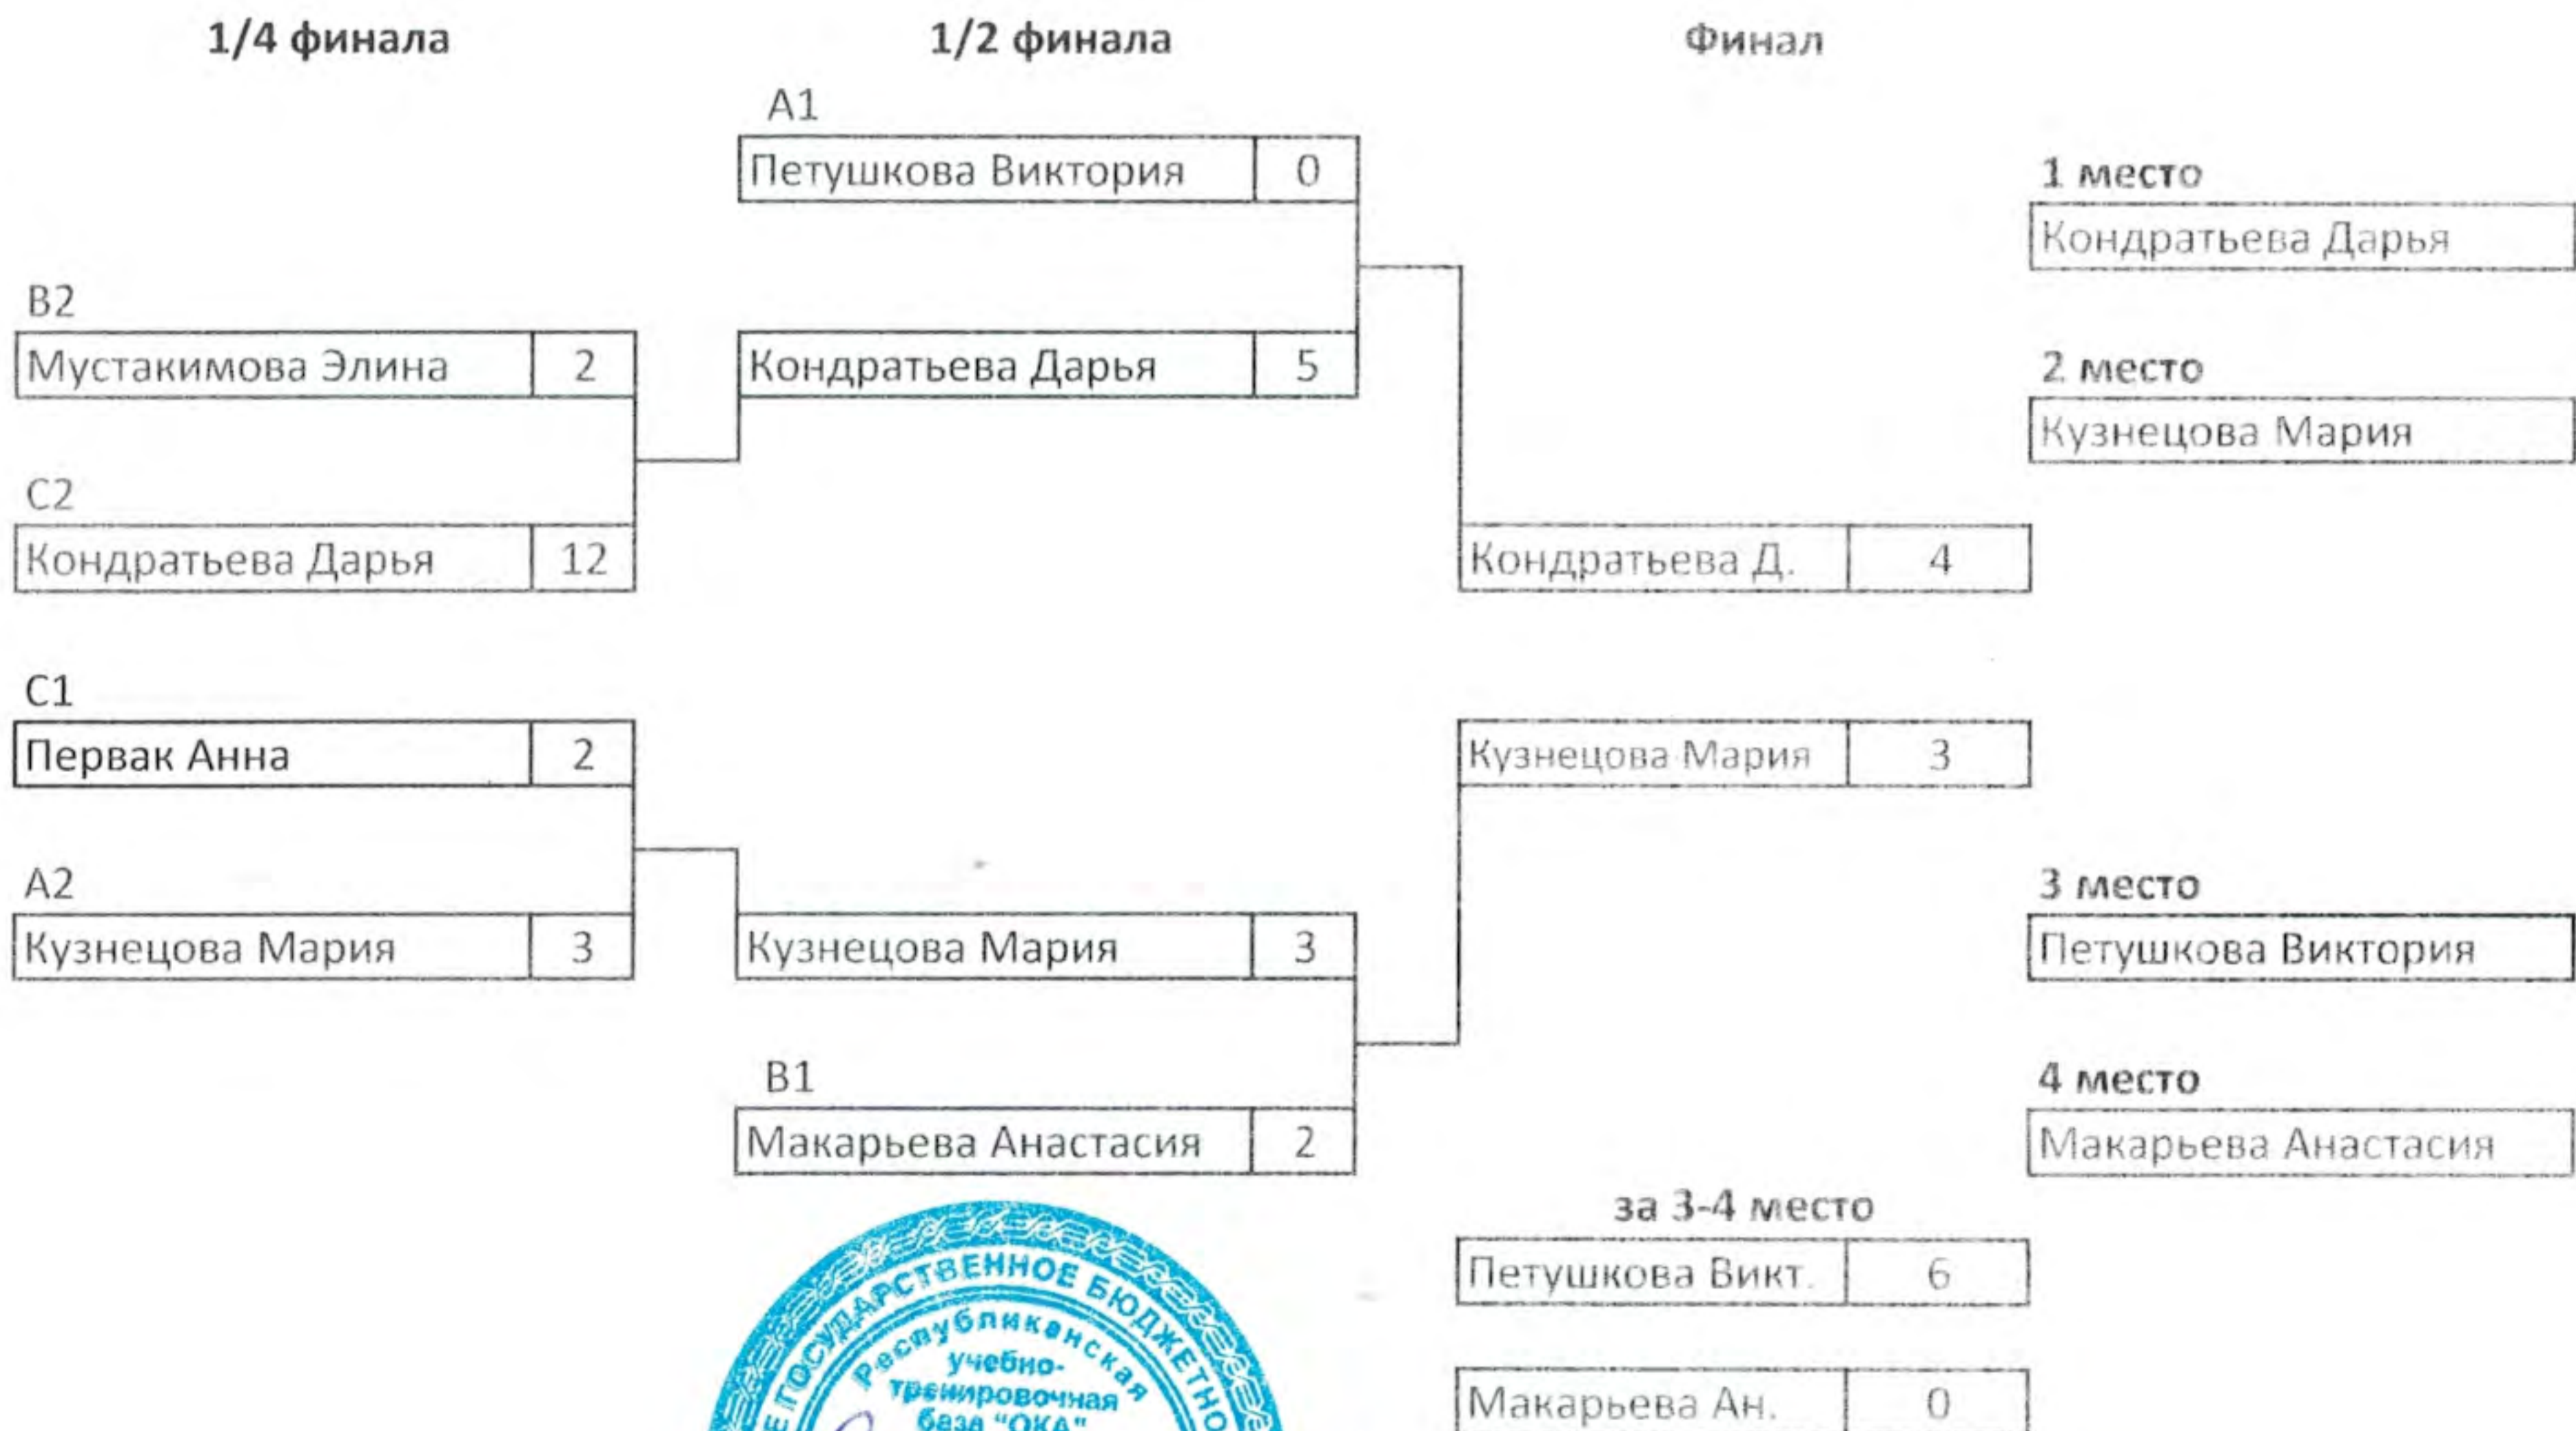 1/4 финала
1/2 финала
Финал
A1
Петушкова Виктория 0
1 место
Кондратьева Дарья
B2
Мустакимова Элина 2
Кондратьева Дарья 5
2 место
Кузнецова Мария
C2
Кондратьева Дарья 12
Кондратьева Д. 4
C1
Первак Анна 2
Кузнецова Мария 3
A2
Кузнецова Мария 3
Кузнецова Мария 3
3 место
Петушкова Виктория
B1
Макарьева Анастасия 2
4 место
Макарьева Анастасия
за 3-4 место
Петушкова Викт. 6
Макарьева Ан. 0
ГОСУДАРСТВЕННОЕ
Республиканская
учебно-
тренировочная
база "ОКА"